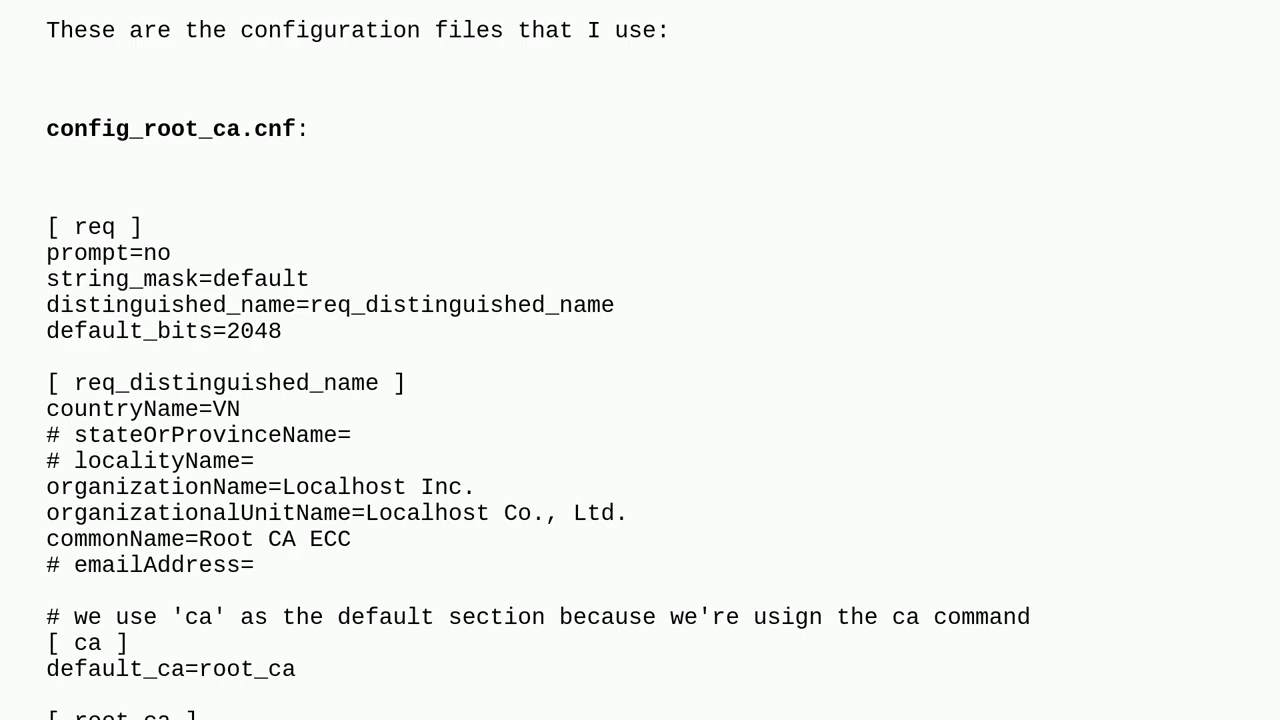 These are the configuration files that I use:
config_root_ca.cnf:
[ req ]
prompt=no
string_mask=default
distinguished_name=req_distinguished_name
default_bits=2048
[ req_distinguished_name ]
countryName=VN
# stateOrProvinceName=
# localityName=
organizationName=Localhost Inc.
organizationalUnitName=Localhost Co., Ltd.
commonName=Root CA ECC
# emailAddress=
# we use 'ca' as the default section because we're usign the ca command
[ ca ]
default_ca=root_ca
[ root_ca ]